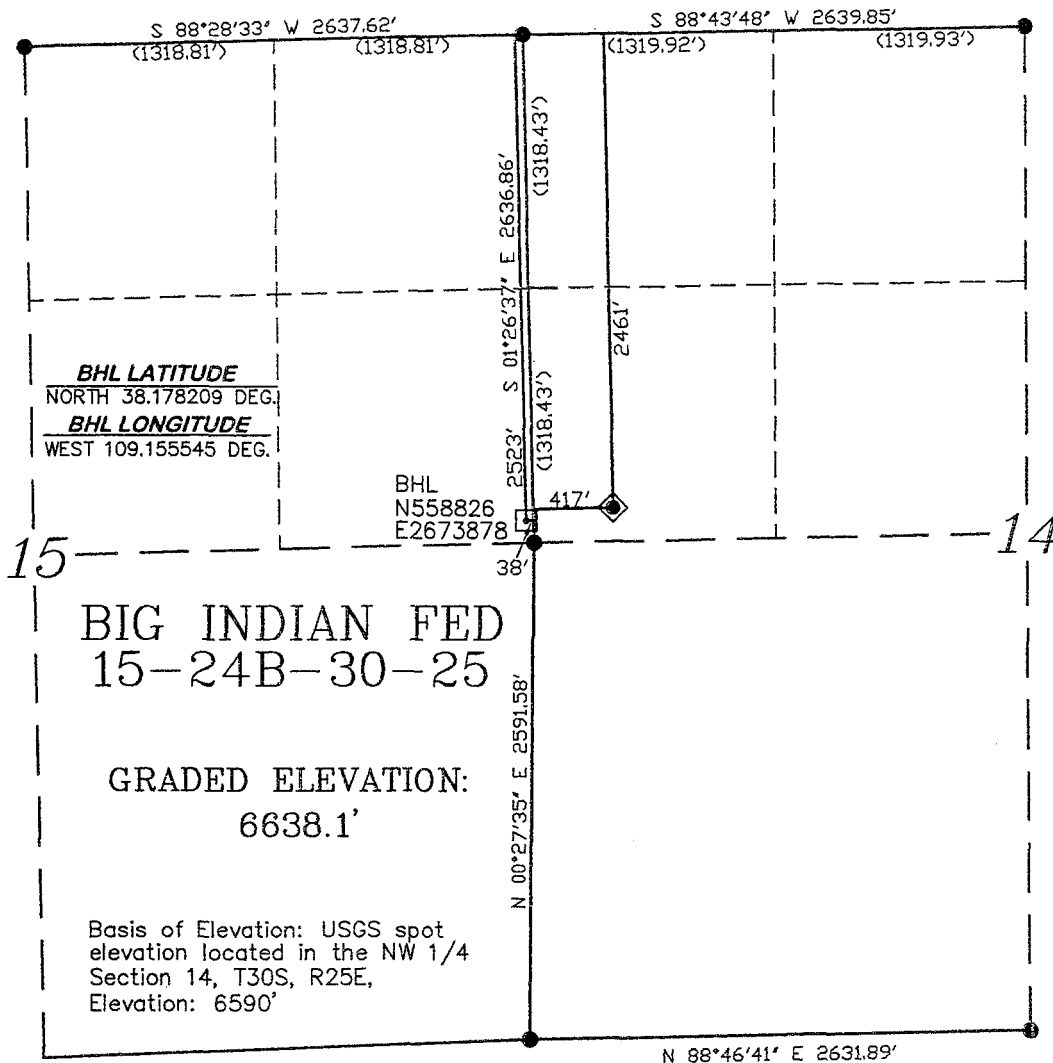 S 88°28'33" W 2637.62'
S 88°43'48" W 2639.85'
(1318.81')
(1318.81')
(1319.92')
(1319.93')
(1318.43')
S 01°26'37" E 2636.86'
2461'
BHL LATITUDE
NORTH 38.178209 DEG.
BHL LONGITUDE
WEST 109.155545 DEG.
(1318.43')
2523'
BHL
N558826
E2673878
417'
15
14
38'
BIG INDIAN FED
15-24B-30-25
GRADED ELEVATION:
6638.1'
N 00°27'35" E 2591.58'
Basis of Elevation: USGS spot
elevation located in the NW 1/4
Section 14, T30S, R25E,
Elevation: 6590'
N 88°46'41" E 2631.89'